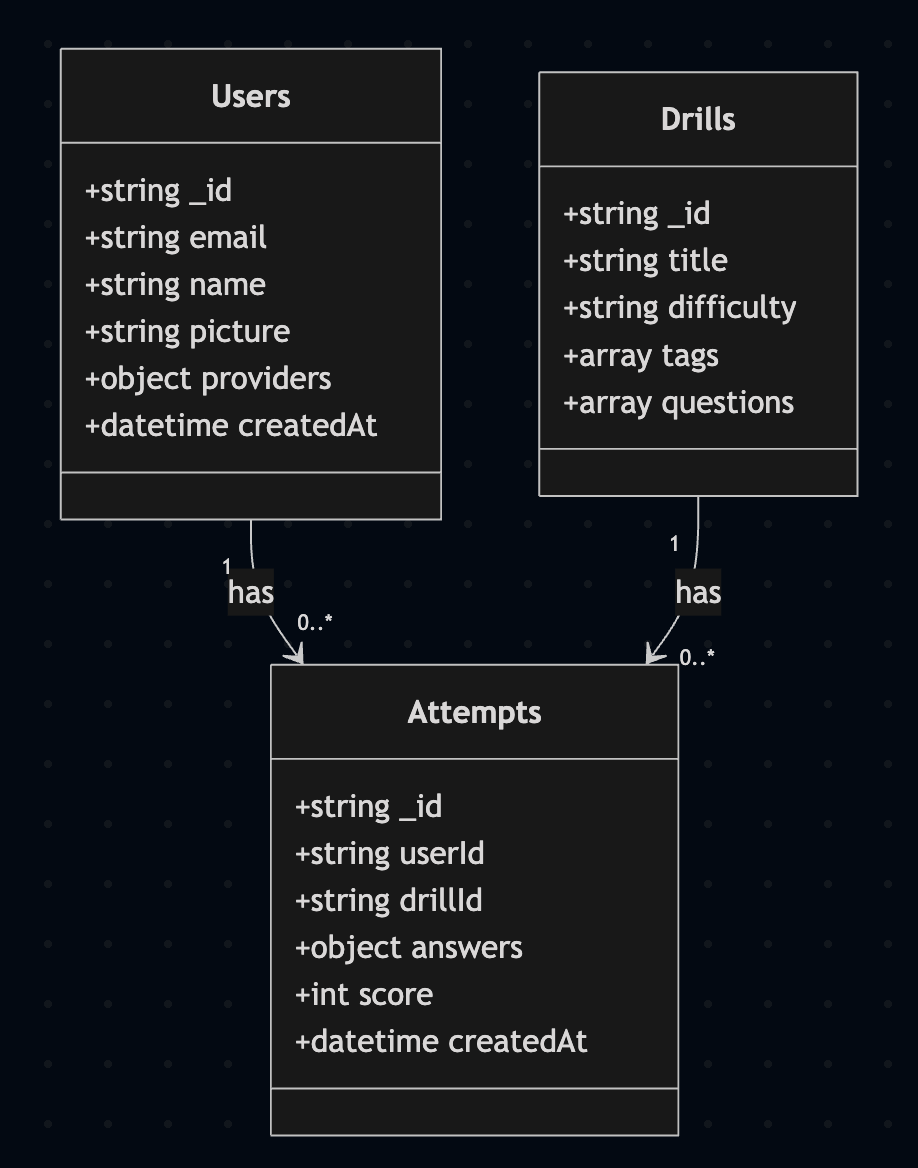 Users
+string _id
+string email
+string name
+string picture
+object providers
+datetime createdAt
Drills
+string _id
+string title
+string difficulty
+array tags
+array questions
1
has
0..*
1
has
0..*
Attempts
+string _id
+string userId
+string drillId
+object answers
+int score
+datetime createdAt